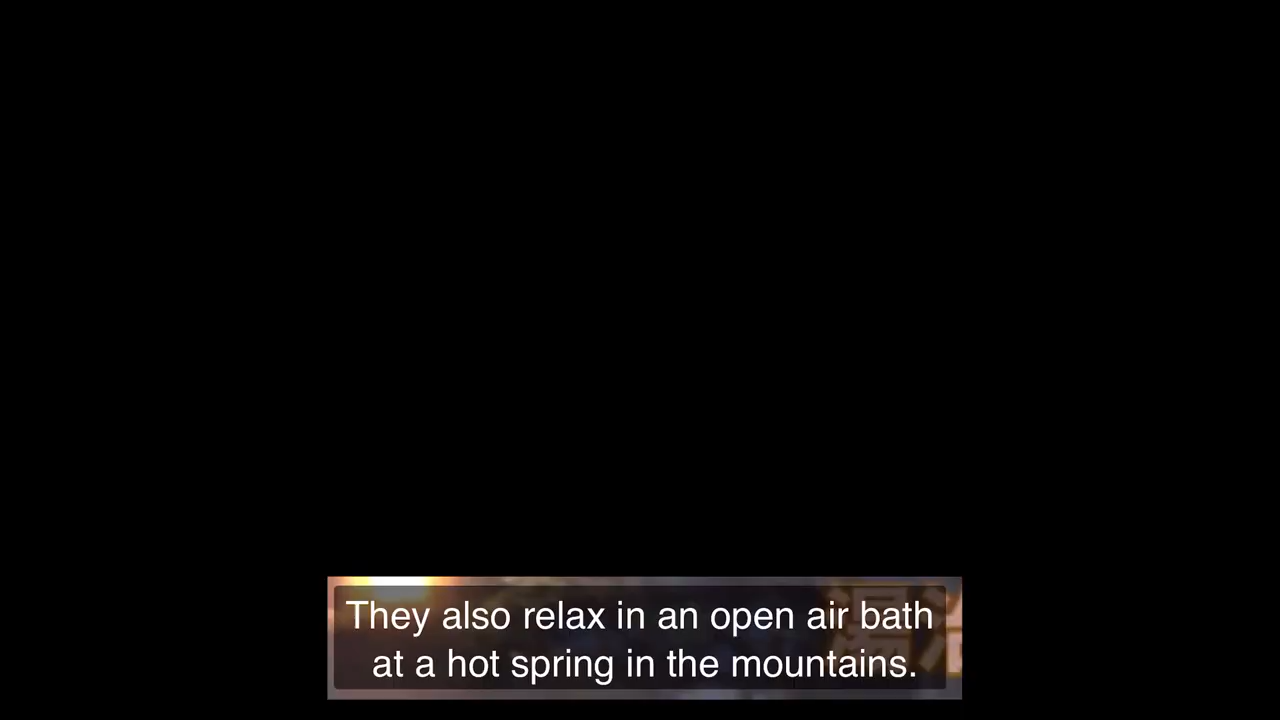 They also relax in an open air bath
at a hot spring in the mountains.